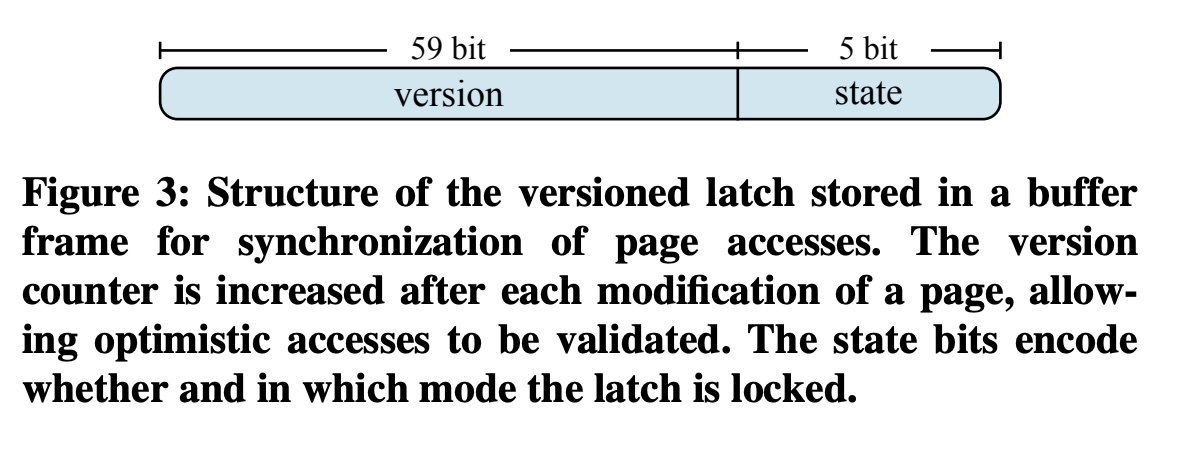 59 bit 5 bit
version state
Figure 3: Structure of the versioned latch stored in a buffer
frame for synchronization of page accesses. The version
counter is increased after each modification of a page, allow-
ing optimistic accesses to be validated. The state bits encode
whether and in which mode the latch is locked.